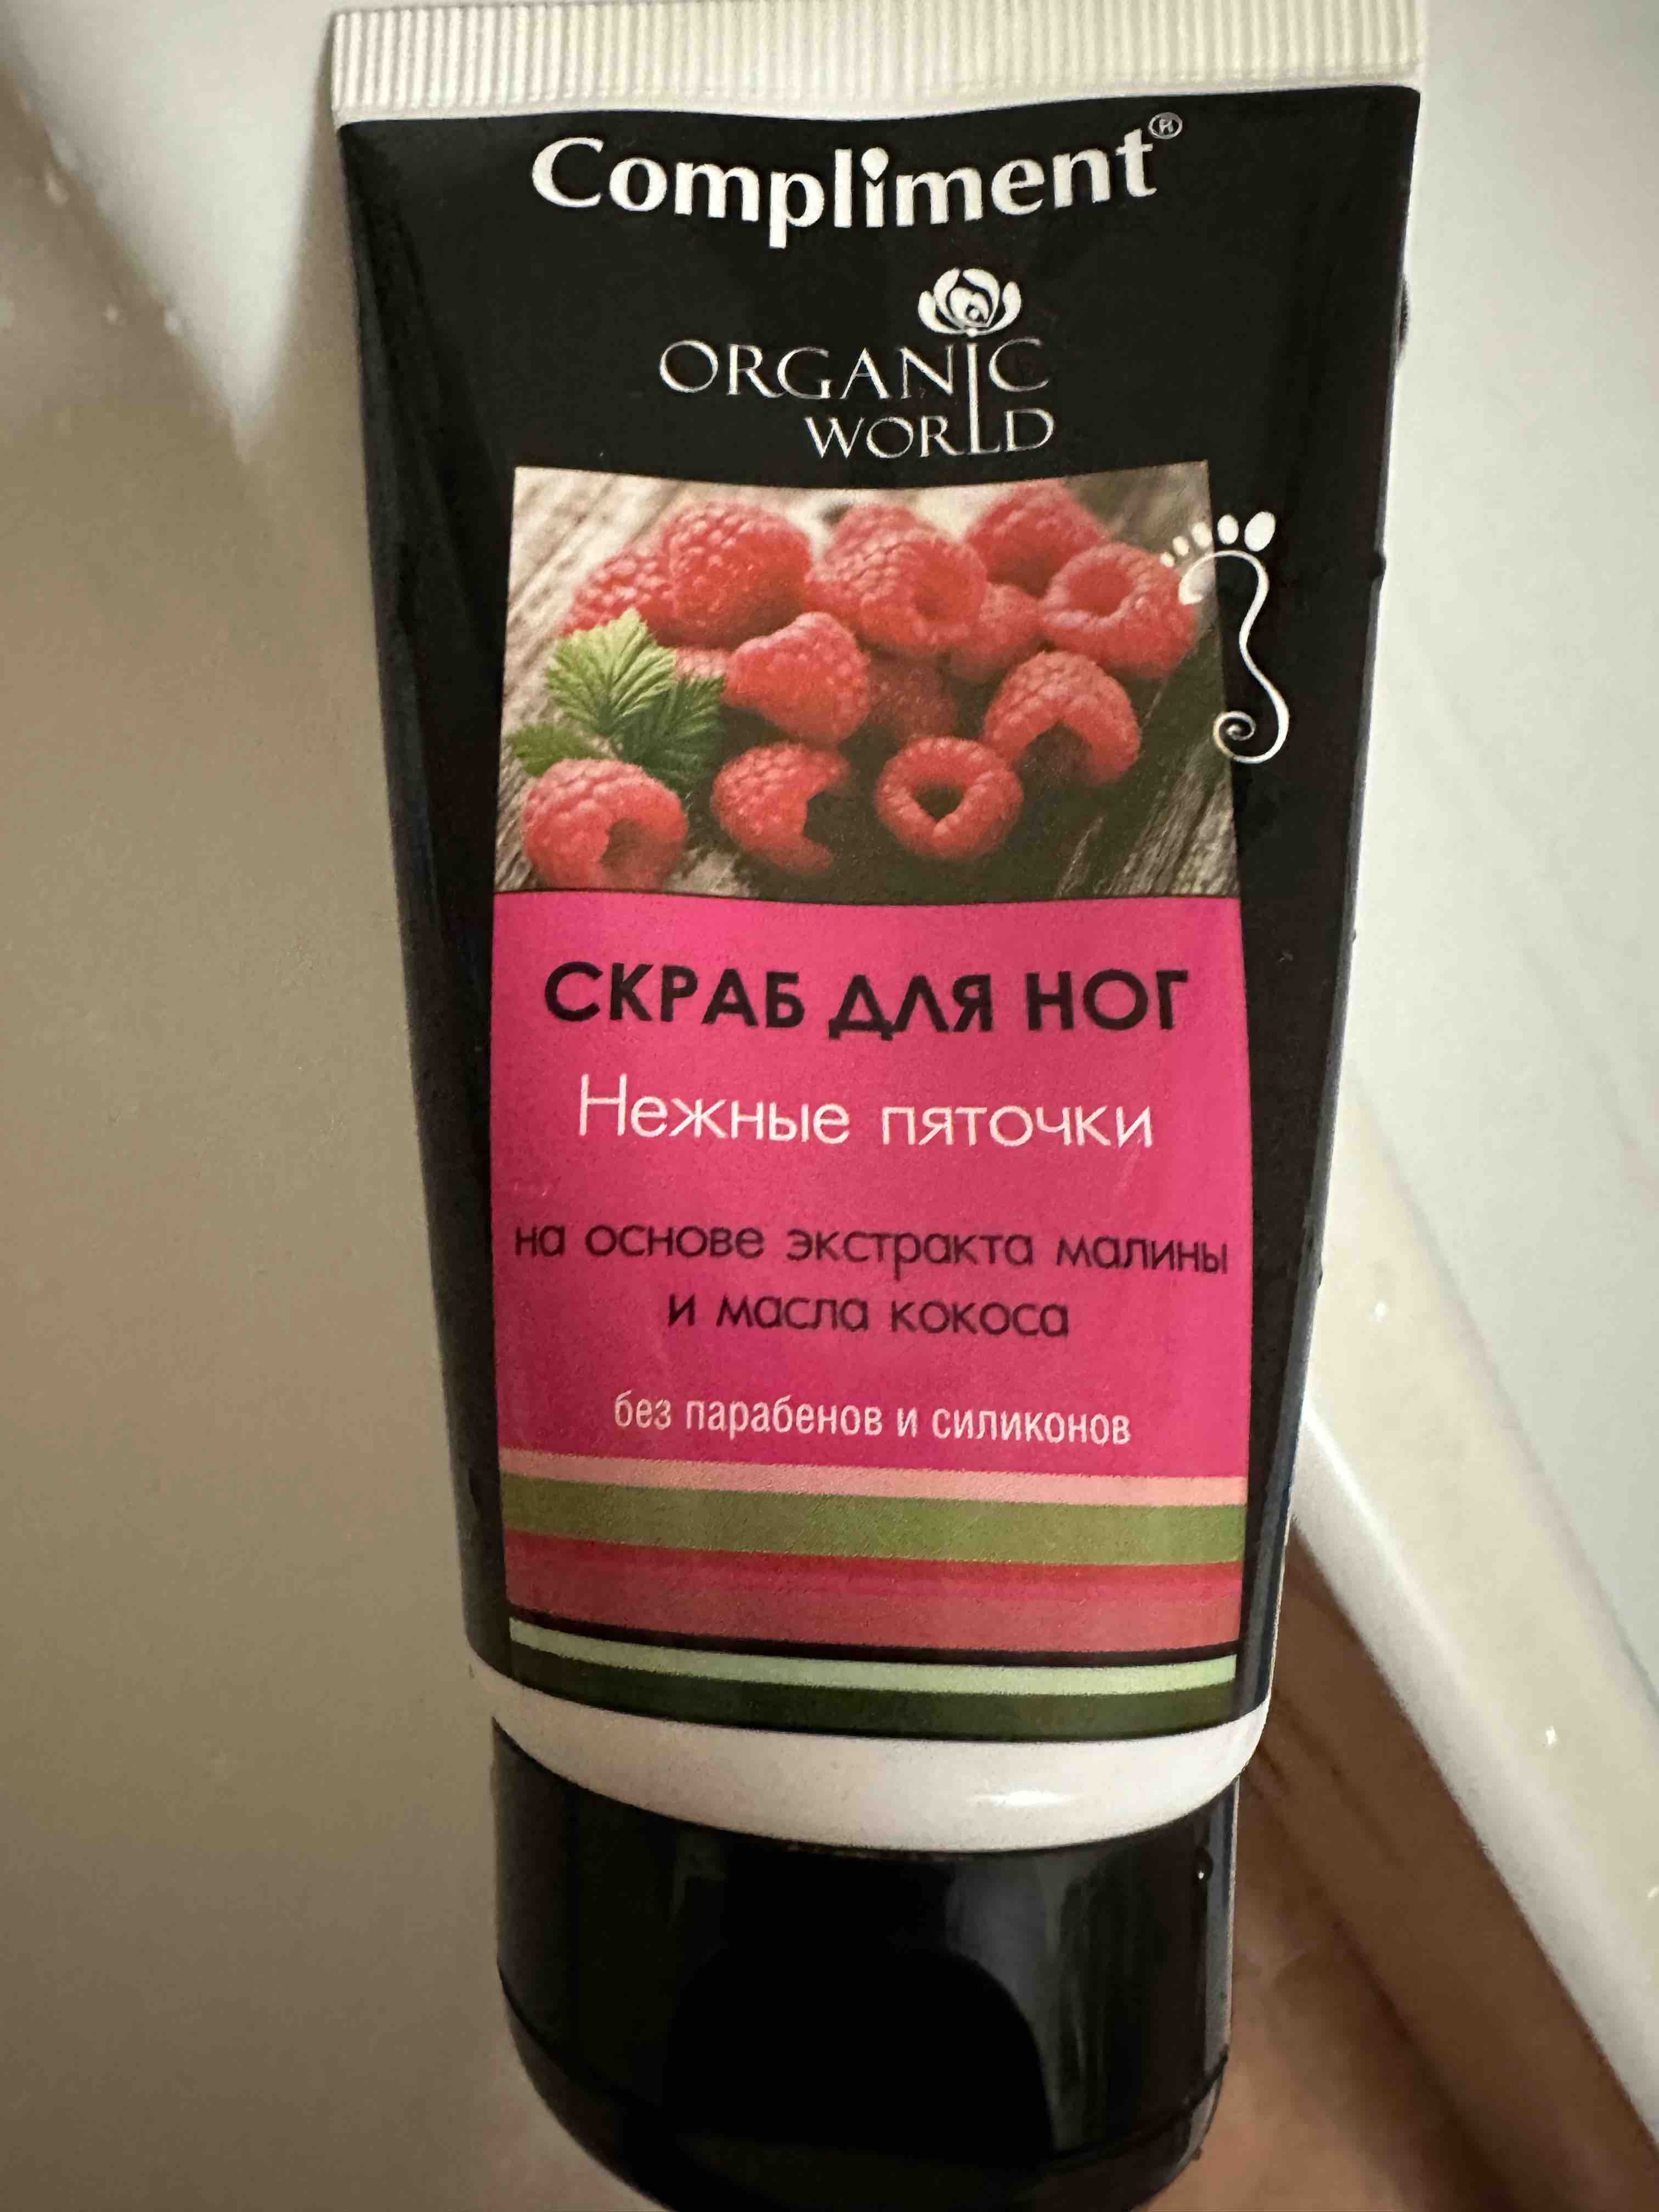 Compliment®
ORGANIC
WORLD
СКРАБ ДЛЯ НОГ
Нежные пяточки
на основе экстракта малины
и масла кокоса
без парабенов и силиконов